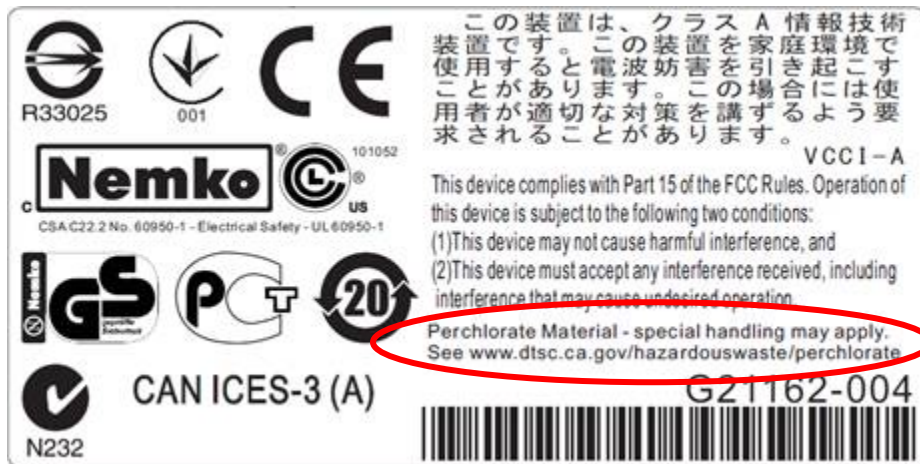 R33025
001
Nemko
®
C
101052
®
US
CSA C22.2 No. 60950-1 - Electrical Safety - UL 60950-1
Nemko
GS
geprüfte
Sicherheit
PCT
20
N232
CAN ICES-3 (A)
この装置は、クラス A 情報技術
装置です。この装置を家庭環境で
使用すると電波妨害を引き起こす
ことがあります。この場合には使
用者が適切な対策を講ずるよう要
求されることがあります。
VCCI-A
This device complies with Part 15 of the FCC Rules. Operation of
this device is subject to the following two conditions:
(1)This device may not cause harmful interference, and
(2)This device must accept any interference received, including
interference that may cause undesired operation.
Perchlorate Material - special handling may apply.
See www.dtsc.ca.gov/hazardouswaste/perchlorate
G21162-004